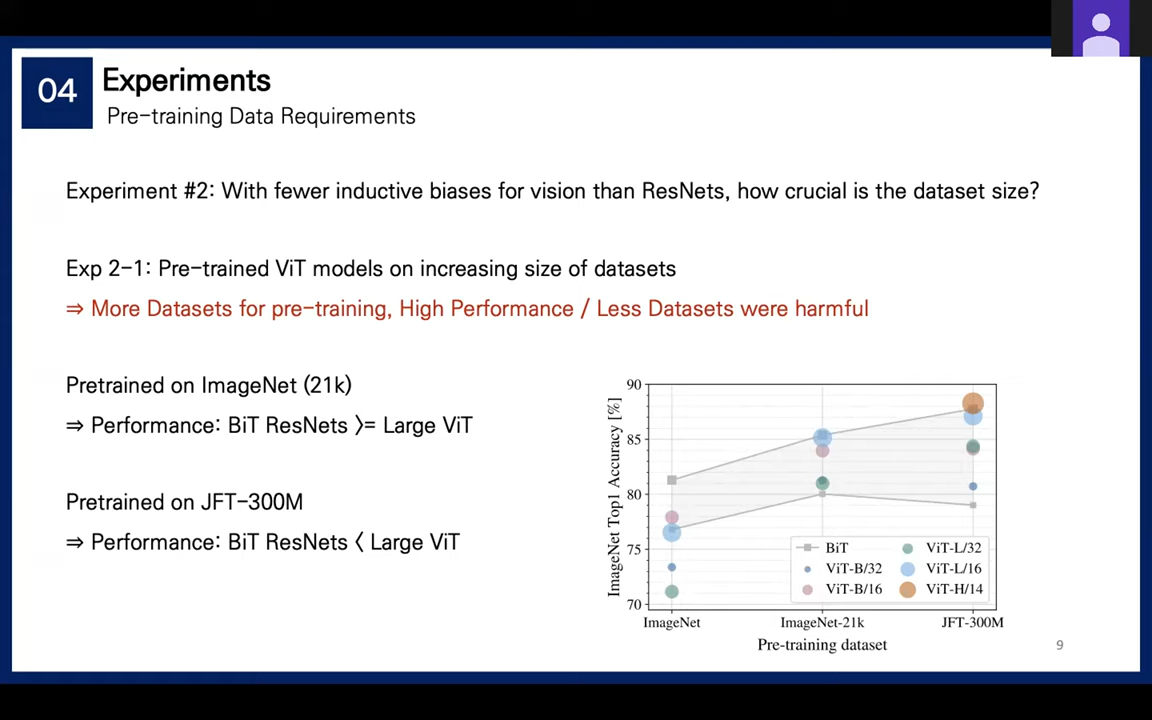 04
Experiments
Pre-training Data Requirements
Experiment #2: With fewer inductive biases for vision than ResNets, how crucial is the dataset size?
Exp 2-1: Pre-trained ViT models on increasing size of datasets
⇒ More Datasets for pre-training, High Performance / Less Datasets were harmful
Pretrained on ImageNet (21k)
⇒ Performance: BiT ResNets >= Large ViT
Pretrained on JFT-300M
⇒ Performance: BiT ResNets < Large ViT
ImageNet Top1 Accuracy [%]
90
85
80
75
70
BiT
ViT-B/32
ViT-B/16
ViT-L/32
ViT-L/16
ViT-H/14
ImageNet
ImageNet-21k
JFT-300M
Pre-training dataset
9